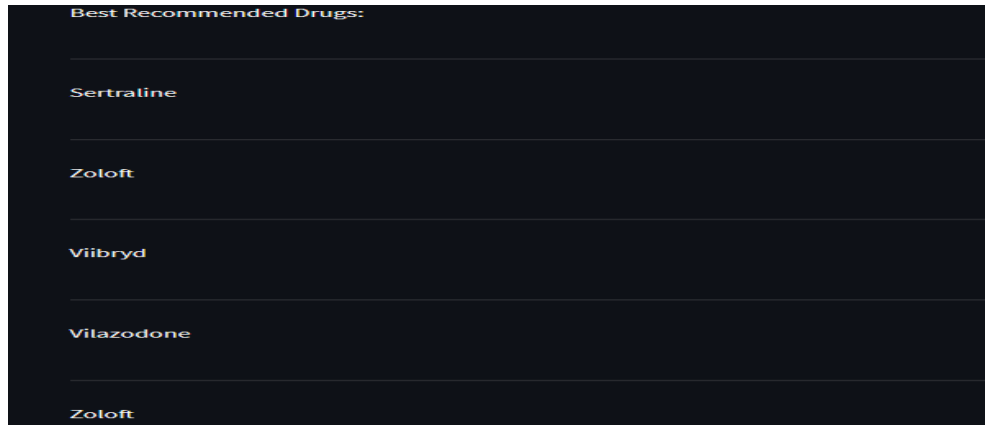 Best Recommended Drugs:
Sertraline
Zoloft
Viibryd
Vilazodone
Zoloft